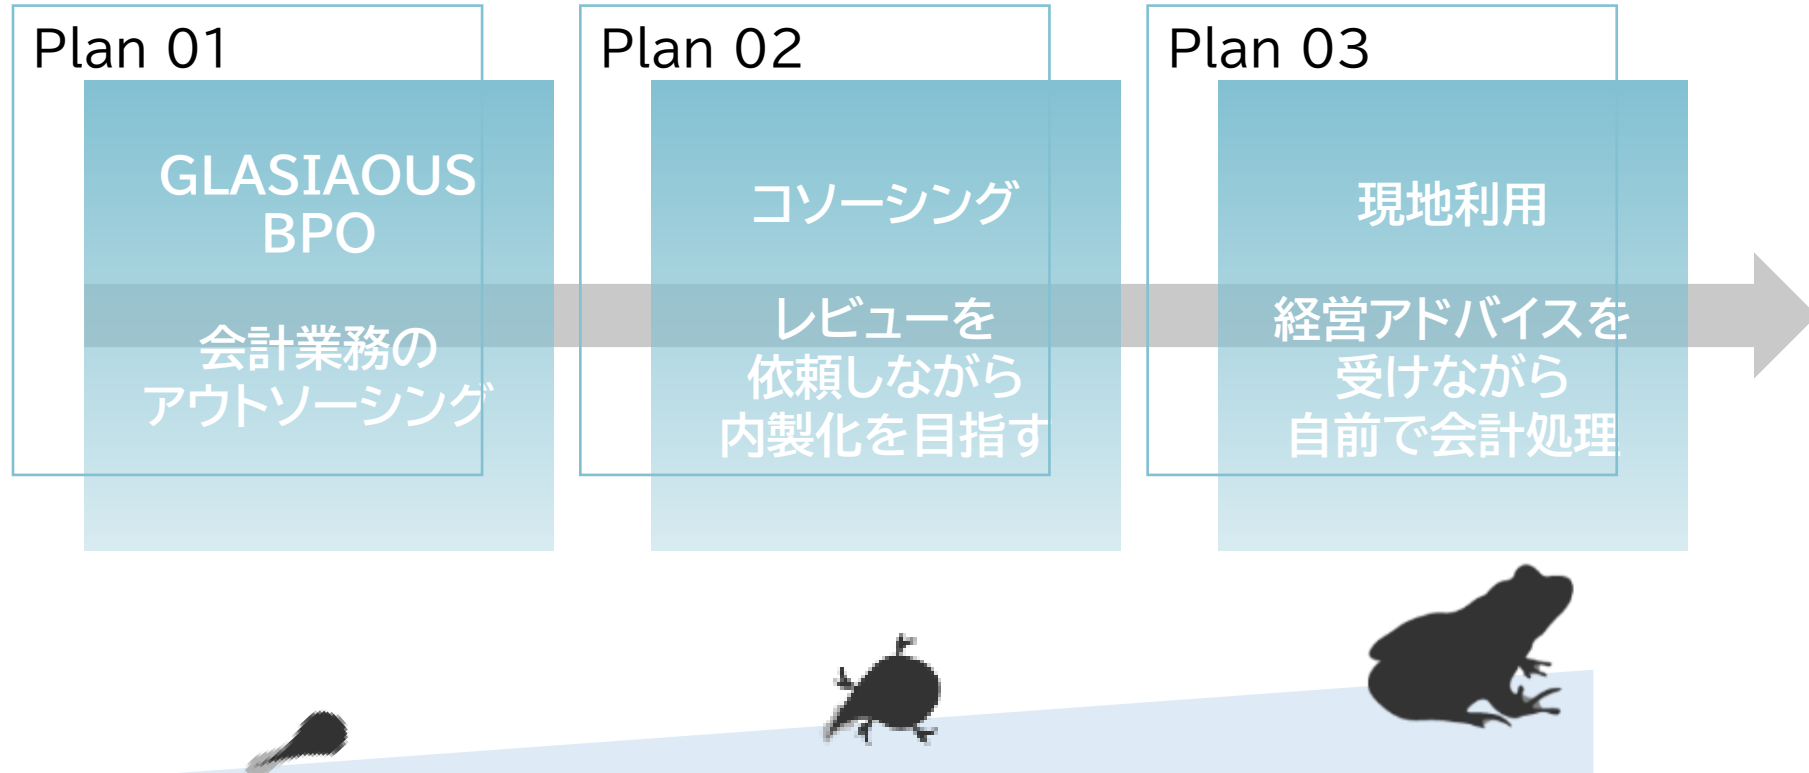 Plan 01
GLASIAOUS
BPO
会計業務の
アウトソーシング
Plan 02
コソーシング
レビューを
依頼しながら
内製化を目指す
Plan 03
現地利用
経営アドバイスを
受けながら
自前で会計処理